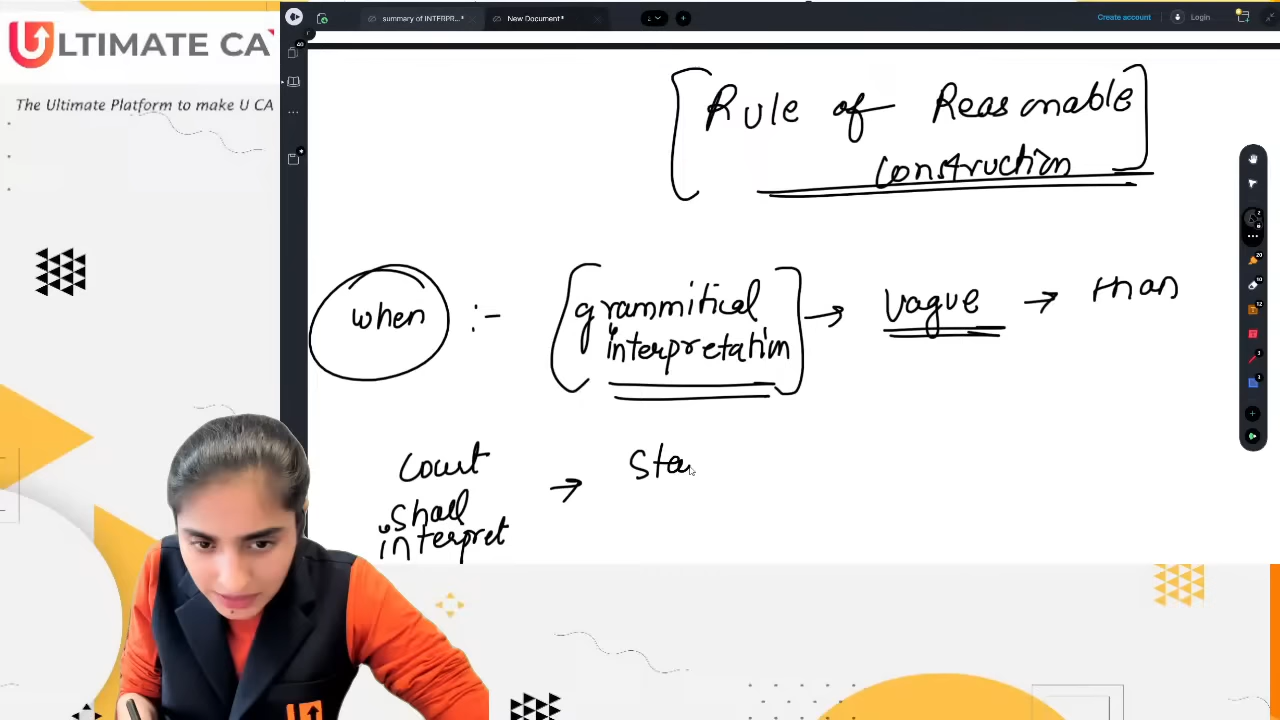 ULTIMATE CA
The Ultimate Platform to make U CA
summary of INTERPR...*
New Document*
Create account
Login
Rule of Reasonable
construction
when :- grammitical interpretation → vague → than
court
shall
interpret
→ sta